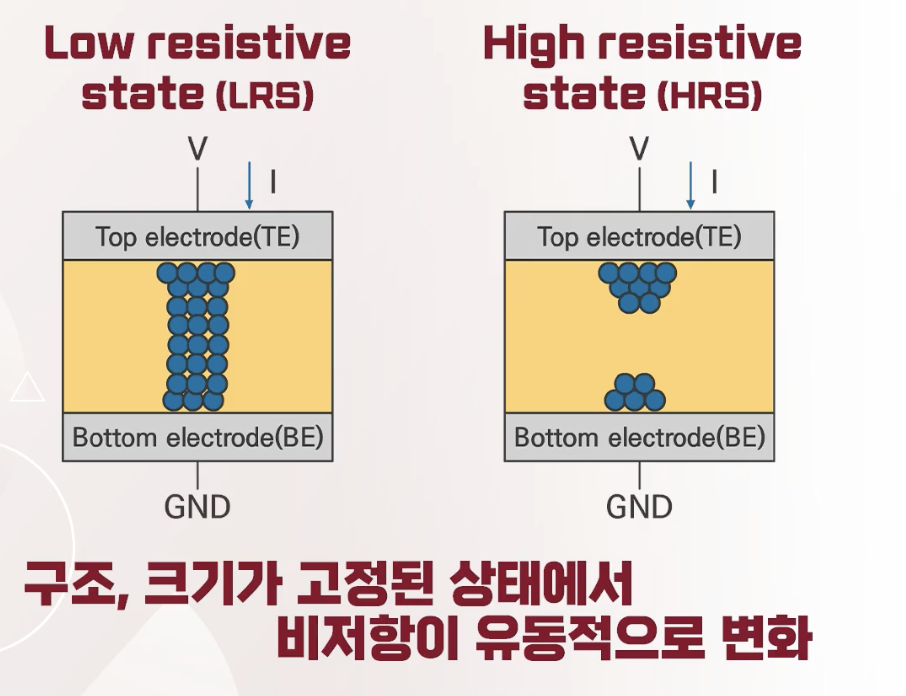 Low resistive
state (LRS)
V
I
Top electrode(TE)
Bottom electrode(BE)
GND
High resistive
state (HRS)
V
I
Top electrode(TE)
Bottom electrode(BE)
GND
구조, 크기가 고정된 상태에서
비저항이 유동적으로 변화